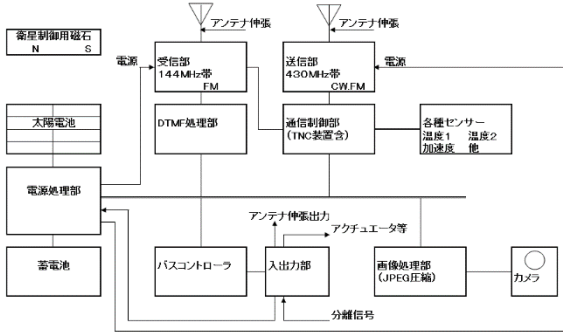 アンテナ伸張
アンテナ伸張
衛星制御用磁石
N S
電源
受信部
144MHz帯
FM
送信部
430MHz帯
CW.FM
電源
太陽電池
DTMF処理部
通信制御部
(TNC装置含)
各種センサー
温度1 温度2
加速度 他
電源処理部
アンテナ伸張出力
アクチュエータ等
蓄電池
バスコントローラ
入出力部
画像処理部
(JPEG圧縮)
カメラ
分離信号